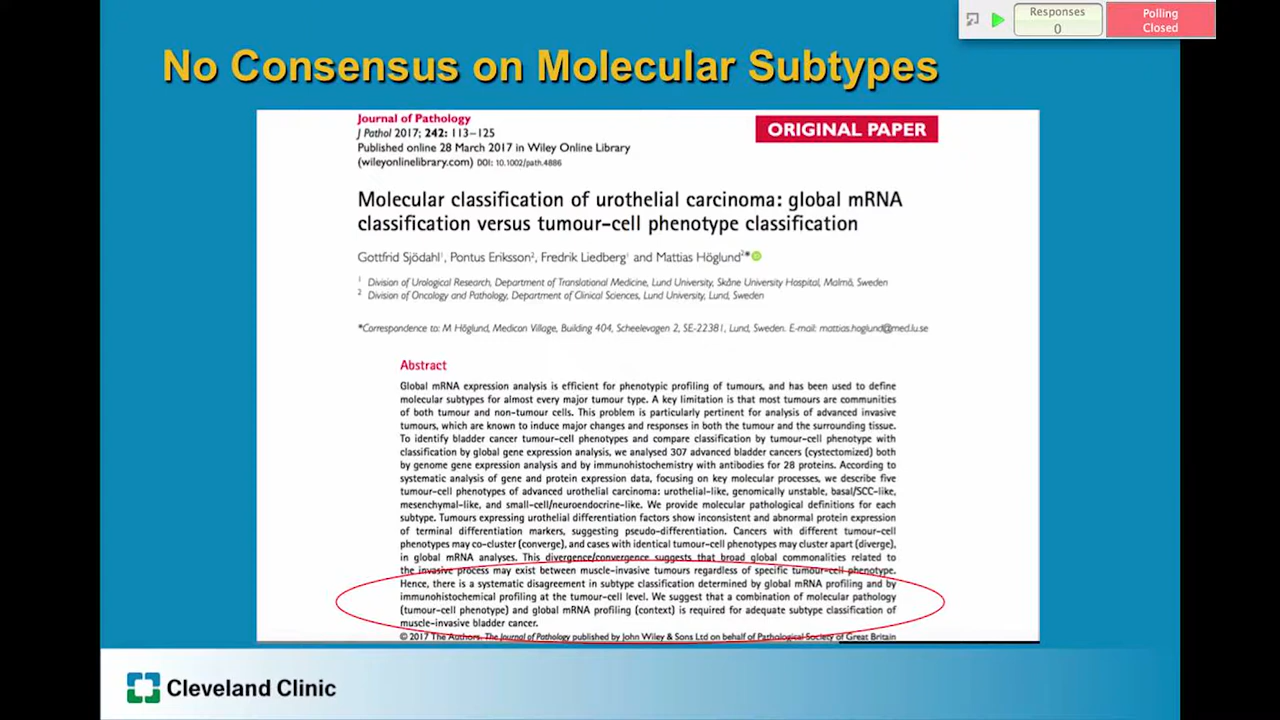 Responses
0
Polling
Closed
No Consensus on Molecular Subtypes
Journal of Pathology
J Pathol 2017; 242: 113–125
Published online 28 March 2017 in Wiley Online Library
(wileyonlinelibrary.com) DOI: 10.1002/path.4886
ORIGINAL PAPER
Molecular classification of urothelial carcinoma: global mRNA
classification versus tumour-cell phenotype classification
Gottfrid Sjödahl¹, Pontus Eriksson², Fredrik Liedberg¹ and Mattias Höglund²*
¹ Division of Urological Research, Department of Translational Medicine, Lund University, Skåne University Hospital, Malmö, Sweden
² Division of Oncology and Pathology, Department of Clinical Sciences, Lund University, Lund, Sweden
*Correspondence to: M Höglund, Medicon Village, Building 404, Scheelevagen 2, SE-22381, Lund, Sweden. E-mail: mattias.hoglund@med.lu.se
Abstract
Global mRNA expression analysis is efficient for phenotypic profiling of tumours, and has been used to define
molecular subtypes for almost every major tumour type. A key limitation is that most tumours are communities
of both tumour and non-tumour cells. This problem is particularly pertinent for analysis of advanced invasive
tumours, which are known to induce major changes and responses in both the tumour and the surrounding tissue.
To identify bladder cancer tumour-cell phenotypes and compare classification by tumour-cell phenotype with
classification by global gene expression analysis, we analysed 307 advanced bladder cancers (cystectomized) both
by genome gene expression analysis and by immunohistochemistry with antibodies for 28 proteins. According to
systematic analysis of gene and protein expression data, focusing on key molecular processes, we describe five
tumour-cell phenotypes of advanced urothelial carcinoma: urothelial-like, genomically unstable, basal/SCC-like,
mesenchymal-like, and small-cell/neuroendocrine-like. We provide molecular pathological definitions for each
subtype. Tumours expressing urothelial differentiation factors show inconsistent and abnormal protein expression
of terminal differentiation markers, suggesting pseudo-differentiation. Cancers with different tumour-cell
phenotypes may co-cluster (converge), and cases with identical tumour-cell phenotypes may cluster apart (diverge),
in global mRNA analyses. This divergence/convergence suggests that broad global commonalities related to
the invasive process may exist between muscle-invasive tumours regardless of specific tumour-cell phenotype.
Hence, there is a systematic disagreement in subtype classification determined by global mRNA profiling and by
immunohistochemical profiling at the tumour-cell level. We suggest that a combination of molecular pathology
(tumour-cell phenotype) and global mRNA profiling (context) is required for adequate subtype classification of
muscle-invasive bladder cancer.
© 2017 The Authors. The Journal of Pathology published by John Wiley & Sons Ltd on behalf of Pathological Society of Great Britain
Cleveland Clinic